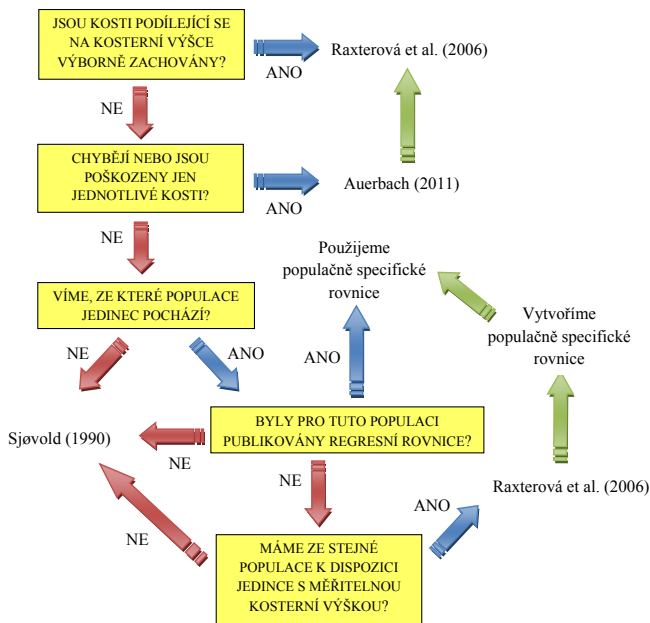 JSOU KOSTI PODÍLEJÍCÍ SE
NA KOSTERNÍ VÝŠCE
VÝBORNĚ ZACHOVÁNY?
ANO
Raxterová et al. (2006)
NE
CHYBĚJÍ NEBO JSOU
POŠKOZENY JEN
JEDNOTLIVÉ KOSTI?
ANO
Auerbach (2011)
NE
Použijeme
populačně specifické
rovnice
VÍME, ZE KTERÉ POPULACE
JEDINEC POCHÁZÍ?
Vytvoříme
populačně specifické
rovnice
NE
ANO
ANO
BYLY PRO TUTO POPULACI
PUBLIKOVÁNY REGRESNÍ ROVNICE?
Sjøvold (1990)
NE
NE
Raxterová et al. (2006)
ANO
NE
MÁME ZE STEJNÉ
POPULACE K DISPOZICI
JEDINCE S MĚŘITELNOU
KOSTERNÍ VÝŠKOU?